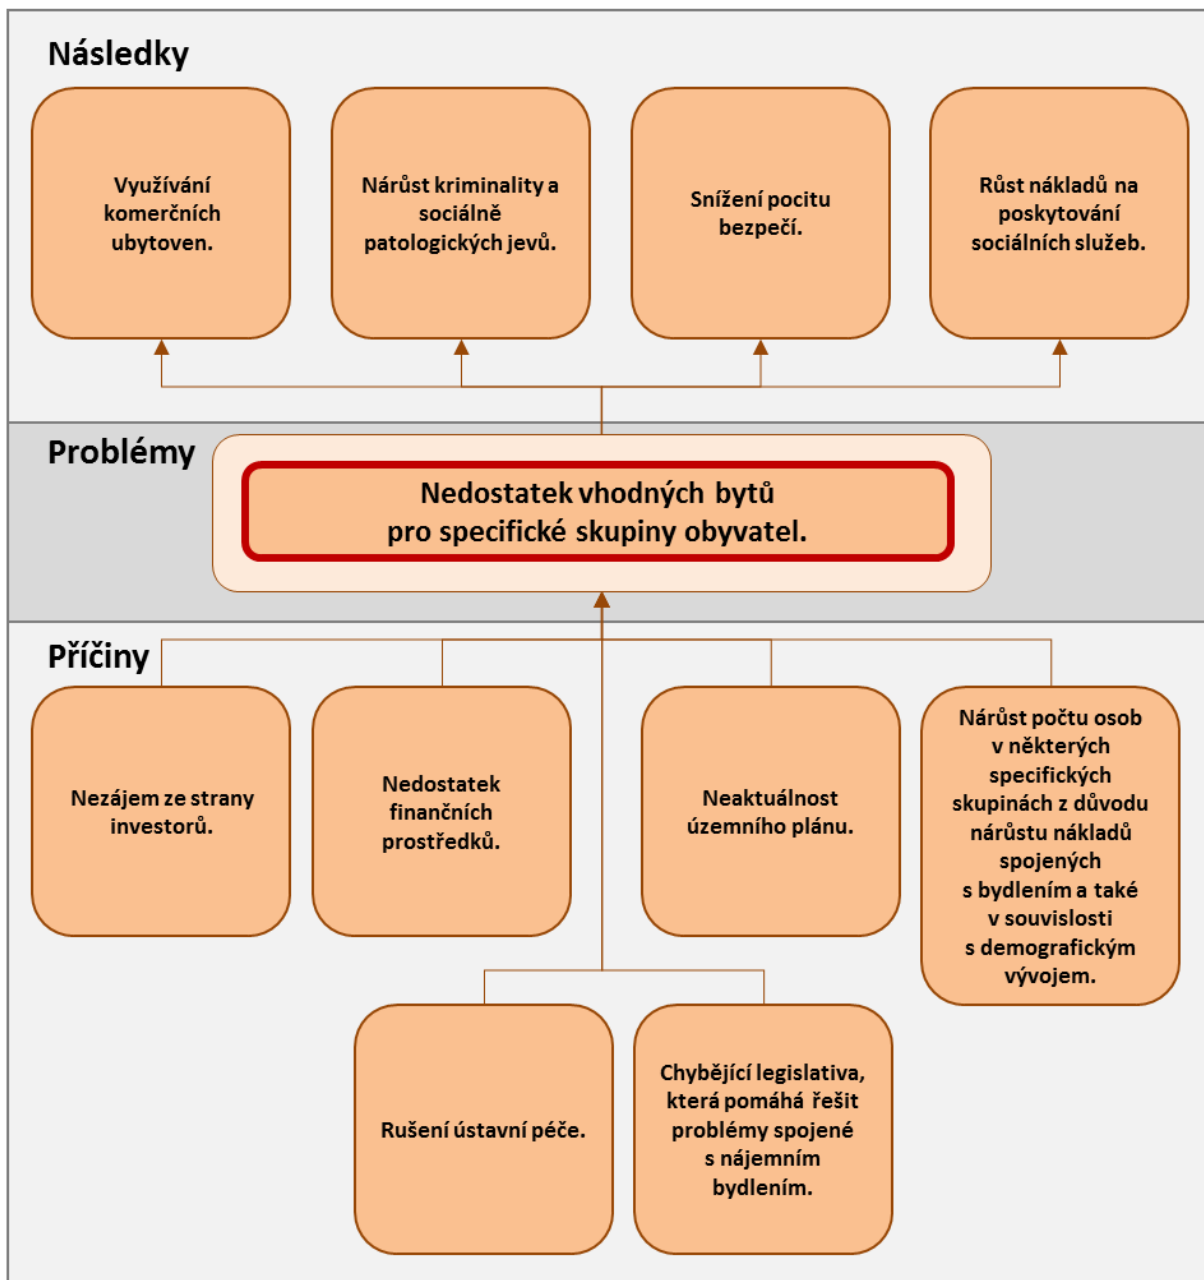 Následky
Využívání
komerčních
ubytoven.
Nárůst kriminality a
sociálně
patologických jevů.
Snížení pocitu
bezpečí.
Růst nákladů na
poskytování
sociálních služeb.
Problémy
Nedostatek vhodných bytů
pro specifické skupiny obyvatel.
Příčiny
Nezájem ze strany
investorů.
Nedostatek
finančních
prostředků.
Neaktuálnost
územního plánu.
Nárůst počtu osob
v některých
specifických
skupinách z důvodu
nárůstu nákladů
spojených
s bydlením a také
v souvislosti
s demografickým
vývojem.
Rušení ústavní péče.
Chybějící legislativa,
která pomáhá řešit
problémy spojené
s nájemním
bydlením.